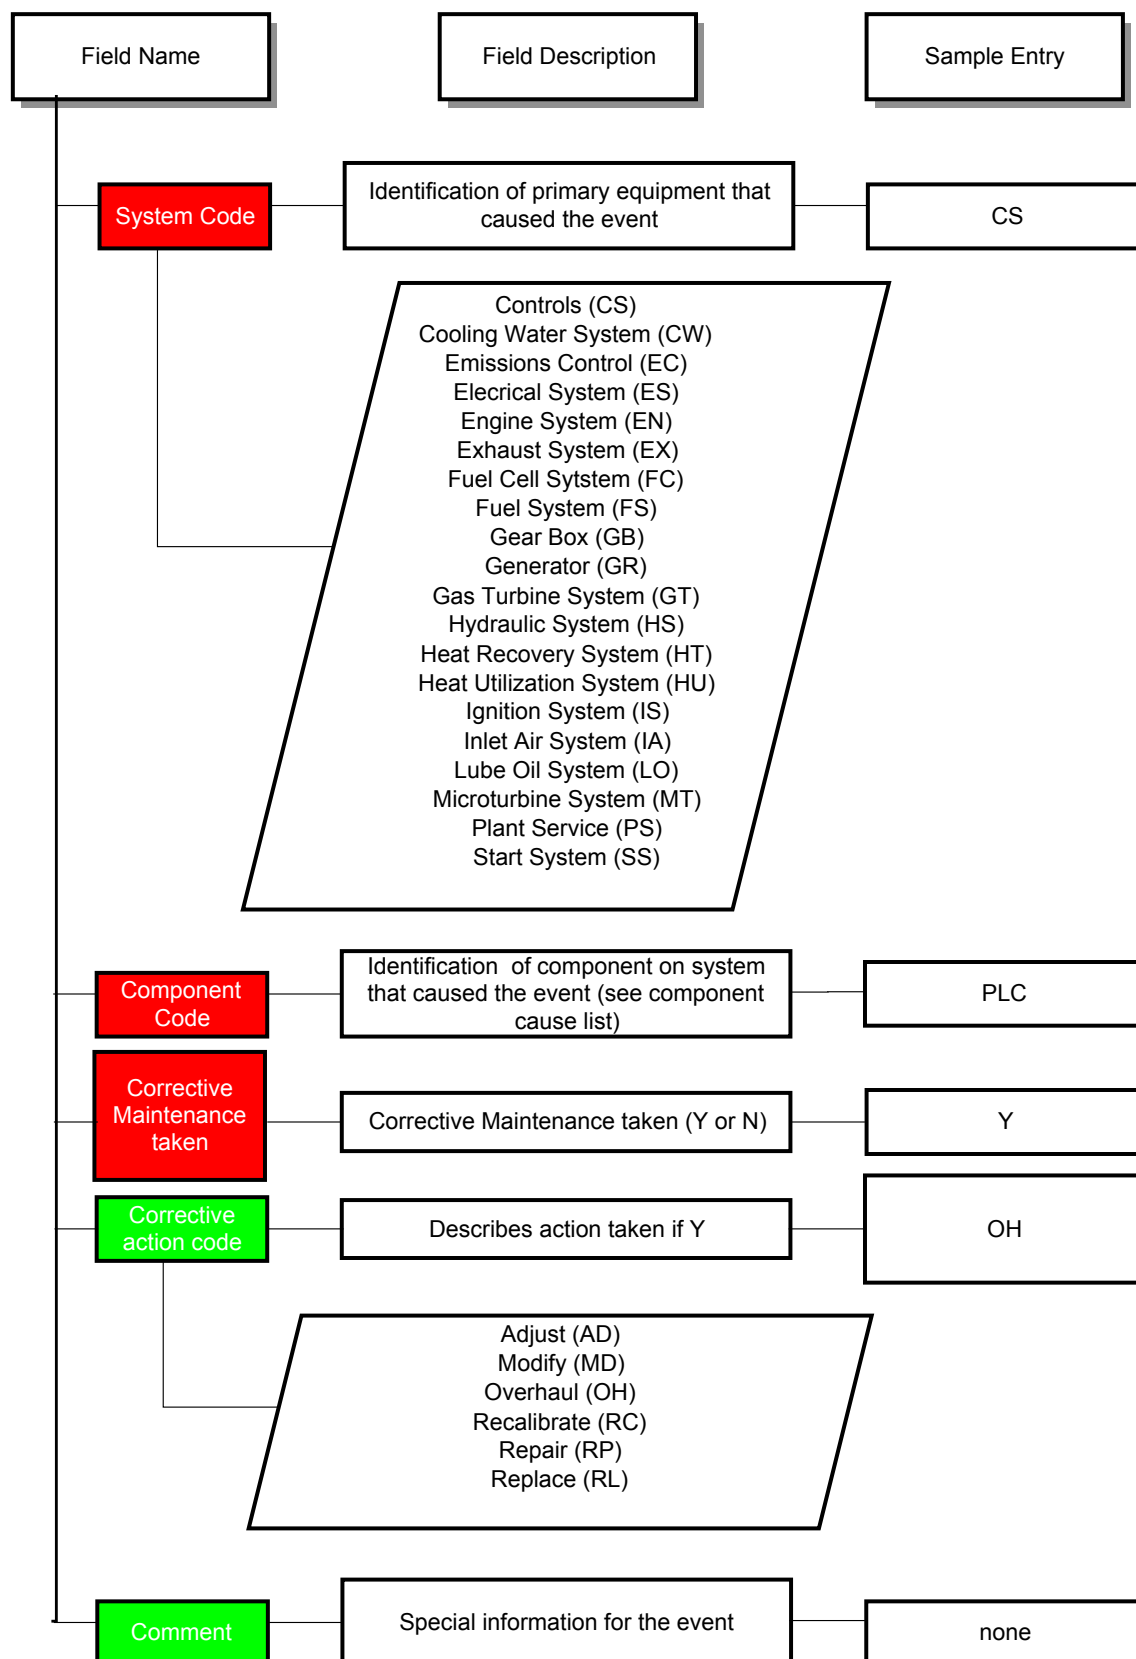 Field Name
Field Description
Sample Entry
System Code
Identification of primary equipment that
caused the event
CS
Controls (CS)
Cooling Water System (CW)
Emissions Control (EC)
Elecrical System (ES)
Engine System (EN)
Exhaust System (EX)
Fuel Cell Sytstem (FC)
Fuel System (FS)
Gear Box (GB)
Generator (GR)
Gas Turbine System (GT)
Hydraulic System (HS)
Heat Recovery System (HT)
Heat Utilization System (HU)
Ignition System (IS)
Inlet Air System (IA)
Lube Oil System (LO)
Microturbine System (MT)
Plant Service (PS)
Start System (SS)
Component
Code
Identification  of component on system
that caused the event (see component
cause list)
PLC
Corrective
Maintenance
taken
Corrective Maintenance taken (Y or N)
Y
Corrective
action code
Describes action taken if Y
OH
Adjust (AD)
Modify (MD)
Overhaul (OH)
Recalibrate (RC)
Repair (RP)
Replace (RL)
Comment
Special information for the event
none